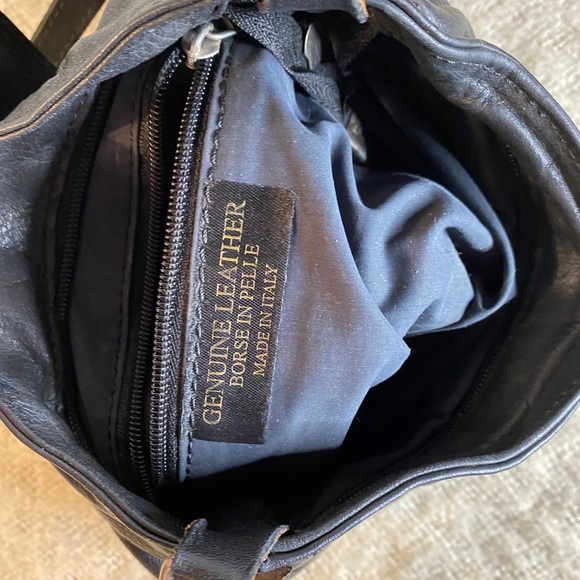 GENUINE LEATHER
BORSE IN PELLE
MADE IN ITALY